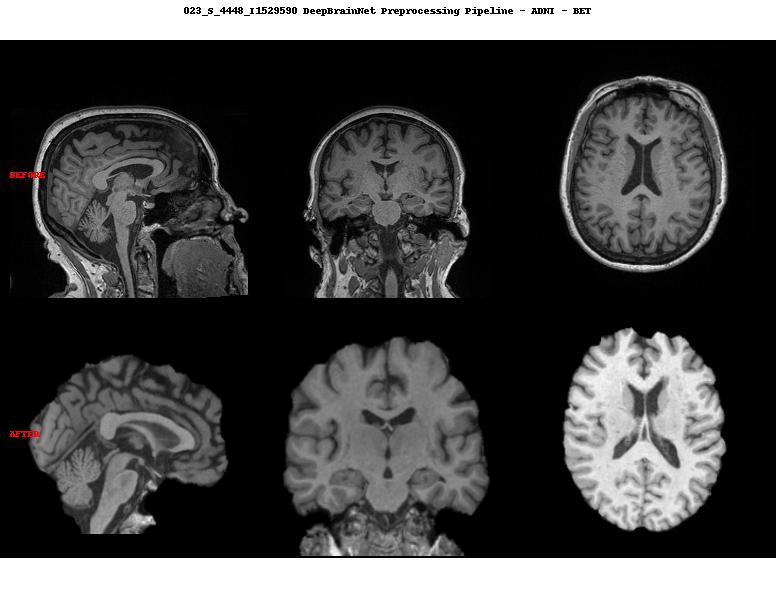 023_S_4448_I1529590 DeepBrainNet Preprocessing Pipeline - ADNI - BET
BEFORE
AFTER